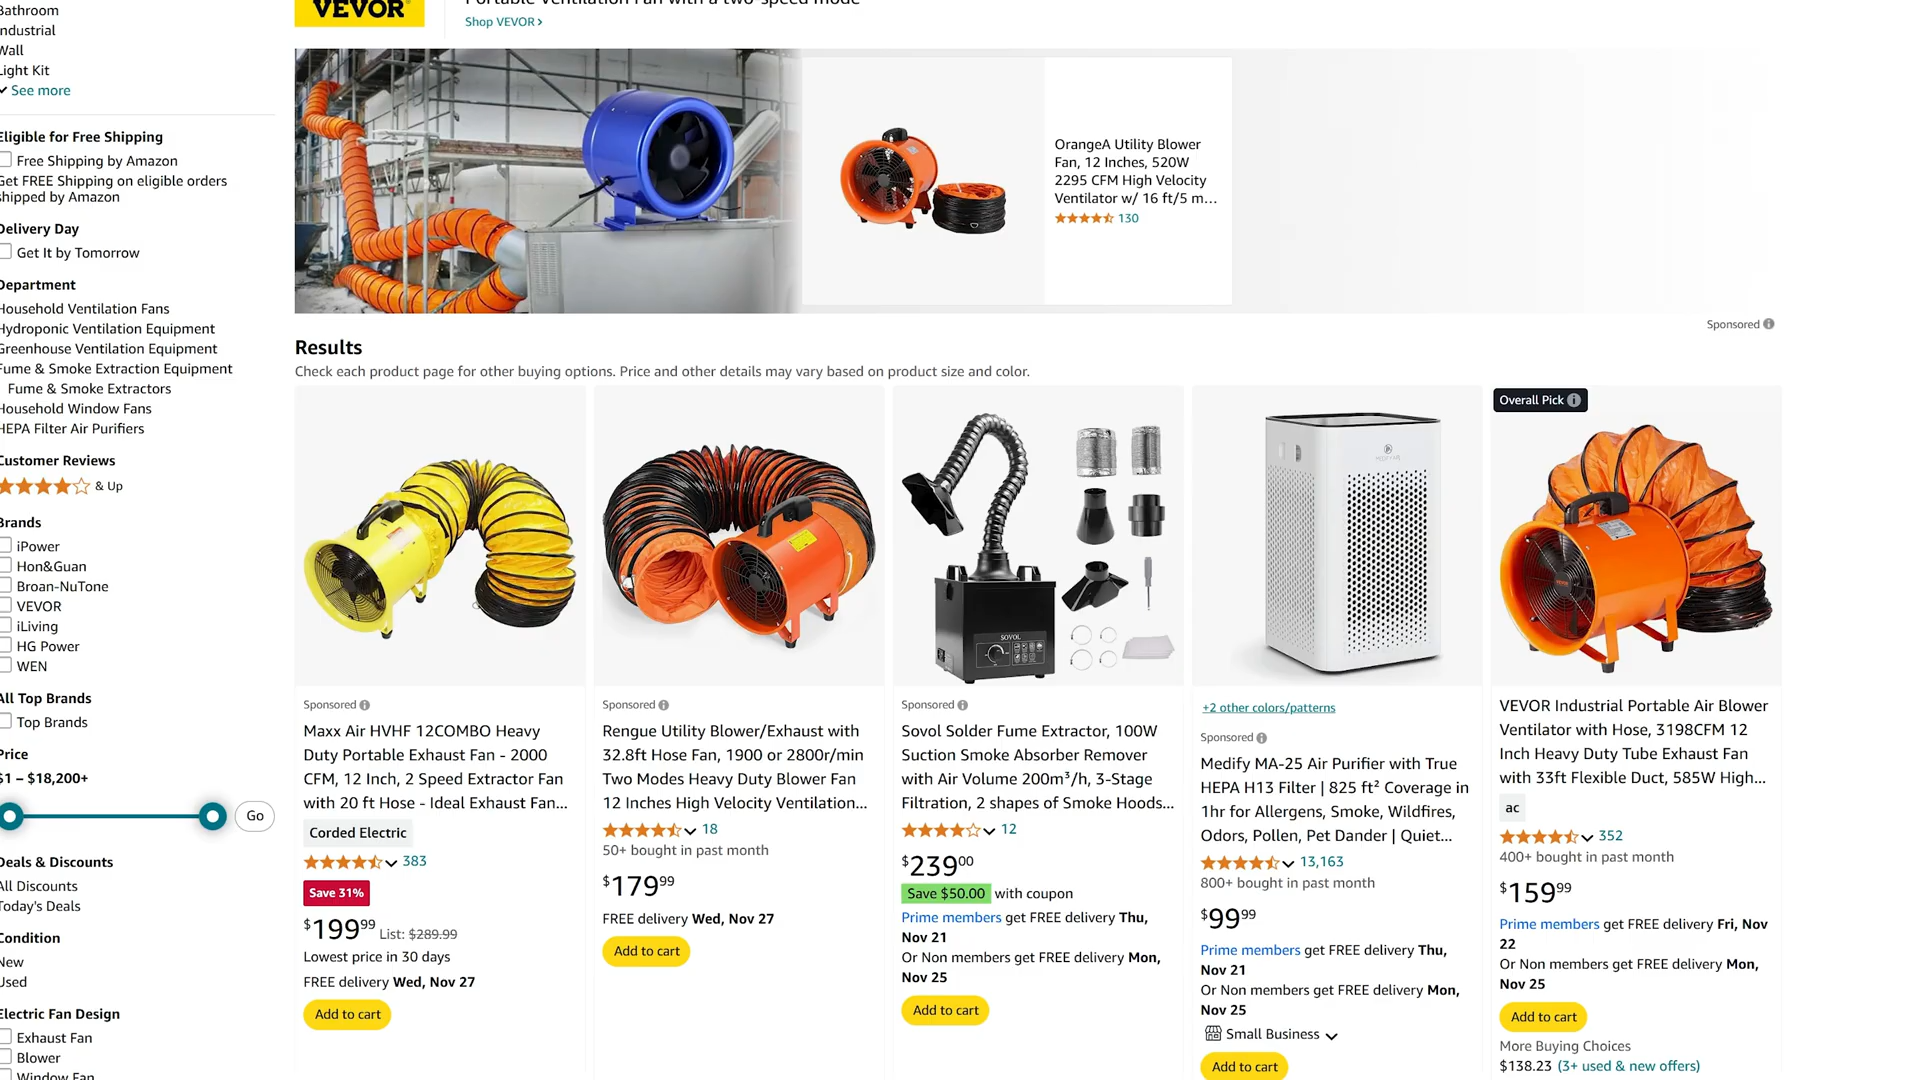 Bathroom
Industrial
Wall
Light Kit
See more
Eligible for Free Shipping
Free Shipping by Amazon
Get FREE Shipping on eligible orders
shipped by Amazon
Delivery Day
Get It by Tomorrow
Department
Household Ventilation Fans
Hydroponic Ventilation Equipment
Greenhouse Ventilation Equipment
Fume & Smoke Extraction Equipment
Fume & Smoke Extractors
Household Window Fans
HEPA Filter Air Purifiers
Customer Reviews
& Up
Brands
iPower
Hon&Guan
Broan-NuTone
VEVOR
iLiving
HG Power
WEN
All Top Brands
Top Brands
Price
$1 – $18,200+
Go
Deals & Discounts
All Discounts
Today's Deals
Condition
New
Used
Electric Fan Design
Exhaust Fan
Blower
Window Fan
VEVOR
Portable Ventilation Fan with a two-speed mode
Shop VEVOR ›
OrangeA Utility Blower
Fan, 12 Inches, 520W
2295 CFM High Velocity
Ventilator w/ 16 ft/5 m...
130
Sponsored
Results
Check each product page for other buying options. Price and other details may vary based on product size and color.
Sponsored
Maxx Air HVHF 12COMBO Heavy
Duty Portable Exhaust Fan - 2000
CFM, 12 Inch, 2 Speed Extractor Fan
with 20 ft Hose - Ideal Exhaust Fan...
Corded Electric
383
Save 31%
$199.99 List: $289.99
Lowest price in 30 days
FREE delivery Wed, Nov 27
Add to cart
Sponsored
Rengue Utility Blower/Exhaust with
32.8ft Hose Fan, 1900 or 2800r/min
Two Modes Heavy Duty Blower Fan
12 Inches High Velocity Ventilation...
18
50+ bought in past month
$179.99
FREE delivery Wed, Nov 27
Add to cart
SOVOL
Sponsored
Sovol Solder Fume Extractor, 100W
Suction Smoke Absorber Remover
with Air Volume 200m³/h, 3-Stage
Filtration, 2 shapes of Smoke Hoods...
12
$239.00
Save $50.00 with coupon
Prime members get FREE delivery Thu,
Nov 21
Or Non members get FREE delivery Mon,
Nov 25
Add to cart
+2 other colors/patterns
Sponsored
Medify MA-25 Air Purifier with True
HEPA H13 Filter | 825 ft² Coverage in
1hr for Allergens, Smoke, Wildfires,
Odors, Pollen, Pet Dander | Quiet...
13,163
800+ bought in past month
$99.99
Prime members get FREE delivery Thu,
Nov 21
Or Non members get FREE delivery Mon,
Nov 25
Small Business
Add to cart
Overall Pick
VEVOR Industrial Portable Air Blower
Ventilator with Hose, 3198CFM 12
Inch Heavy Duty Tube Exhaust Fan
with 33ft Flexible Duct, 585W High...
ac
352
400+ bought in past month
$159.99
Prime members get FREE delivery Fri, Nov
22
Or Non members get FREE delivery Mon,
Nov 25
Add to cart
More Buying Choices
$138.23 (3+ used & new offers)